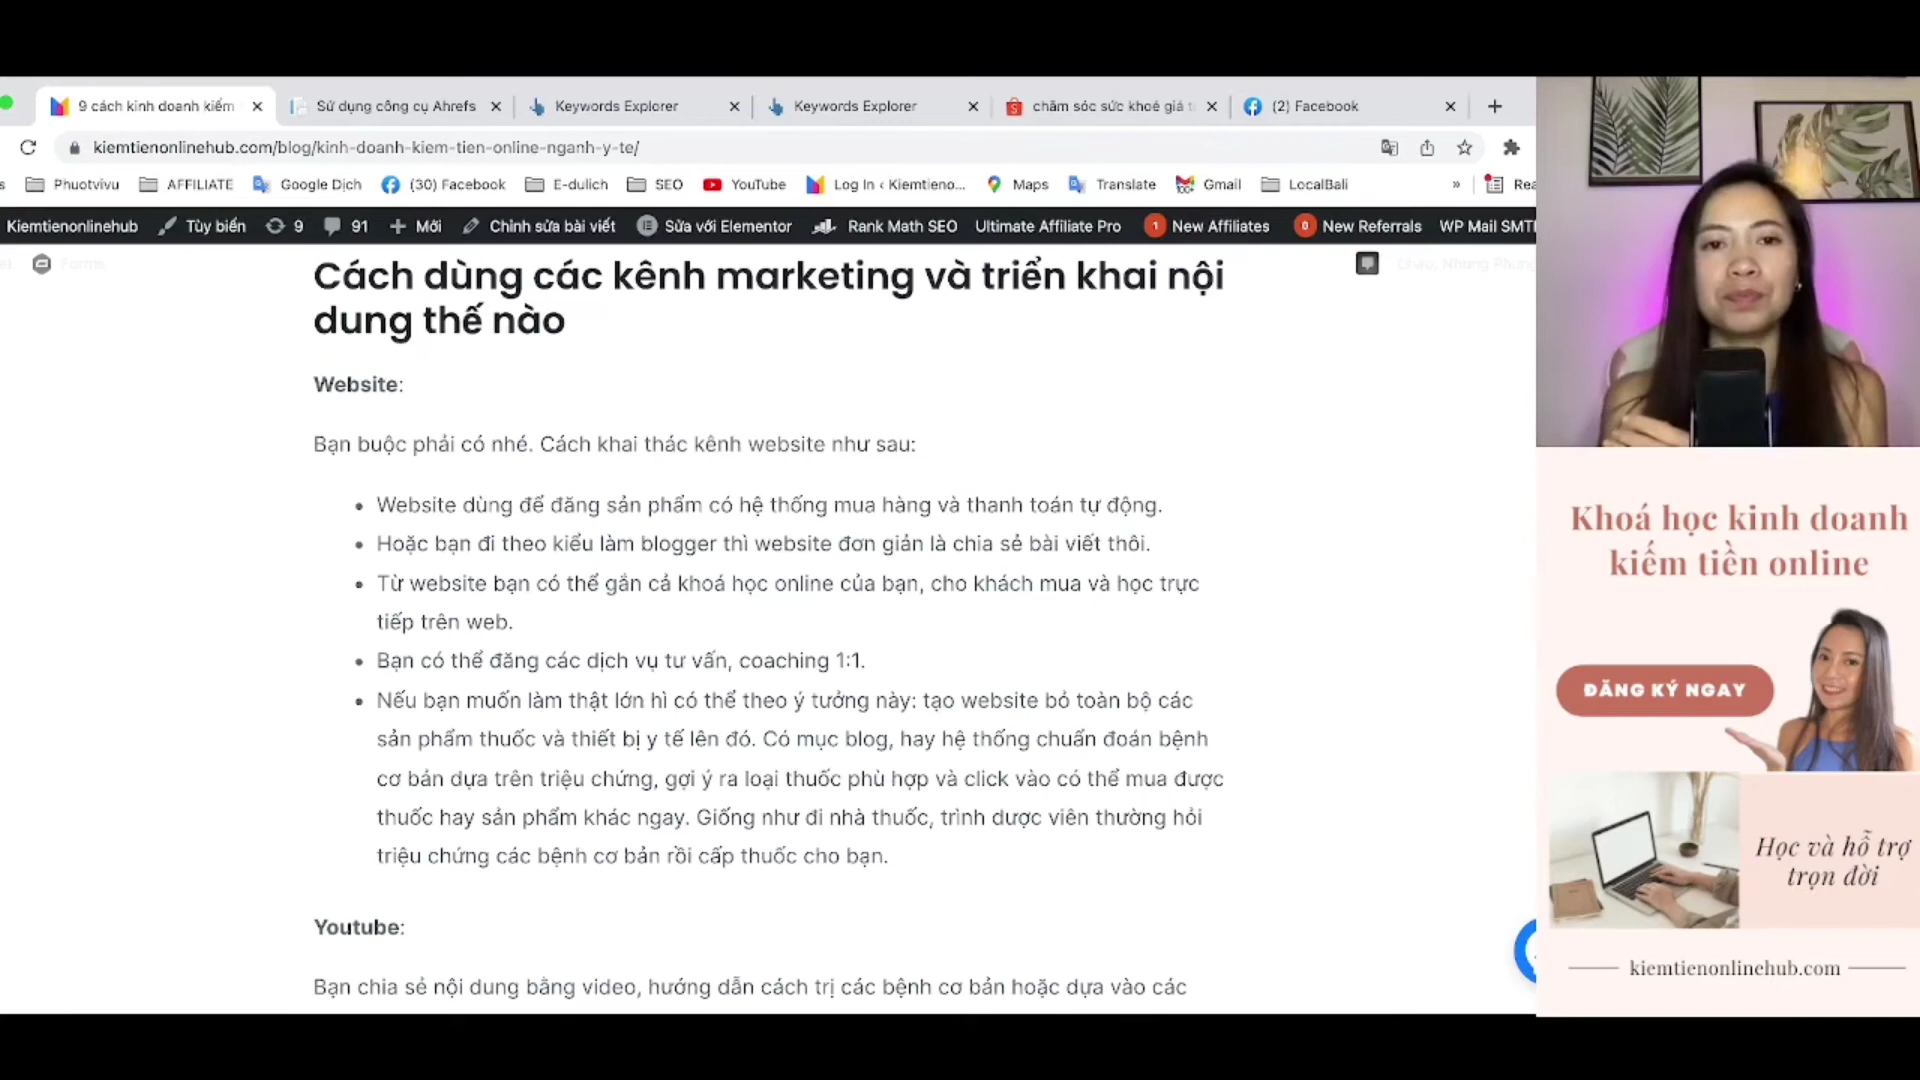 9 cách kinh doanh kiếm
Sử dụng công cụ Ahrefs
Keywords Explorer
Keywords Explorer
chăm sóc sức khoẻ giá t
(2) Facebook
kiemtienonlinehub.com/blog/kinh-doanh-kiem-tien-online-nganh-y-te/
s
Phuotvivu
AFFILIATE
Google Dịch
(30) Facebook
E-dulich
SEO
YouTube
Log In ‹ Kiemtieno...
Maps
Translate
Gmail
LocalBali
»
Rea
Kiemtienonlinehub
Tùy biến
9
91
Mới
Chỉnh sửa bài viết
Sửa với Elementor
Rank Math SEO
Ultimate Affiliate Pro
1 New Affiliates
0 New Referrals
WP Mail SMT
Forms
Chào, Nhung Phung
Cách dùng các kênh marketing và triển khai nội
dung thế nào
Website:
Bạn buộc phải có nhé. Cách khai thác kênh website như sau:
• Website dùng để đăng sản phẩm có hệ thống mua hàng và thanh toán tự động.
• Hoặc bạn đi theo kiểu làm blogger thì website đơn giản là chia sẻ bài viết thôi.
• Từ website bạn có thể gắn cả khoá học online của bạn, cho khách mua và học trực
tiếp trên web.
• Bạn có thể đăng các dịch vụ tư vấn, coaching 1:1.
• Nếu bạn muốn làm thật lớn hì có thể theo ý tưởng này: tạo website bỏ toàn bộ các
sản phẩm thuốc và thiết bị y tế lên đó. Có mục blog, hay hệ thống chuẩn đoán bệnh
cơ bản dựa trên triệu chứng, gợi ý ra loại thuốc phù hợp và click vào có thể mua được
thuốc hay sản phẩm khác ngay. Giống như đi nhà thuốc, trình dược viên thường hỏi
triệu chứng các bệnh cơ bản rồi cấp thuốc cho bạn.
Youtube:
Bạn chia sẻ nội dung bằng video, hướng dẫn cách trị các bệnh cơ bản hoặc dựa vào các
Khoá học kinh doanh
kiếm tiền online
ĐĂNG KÝ NGAY
Học và hỗ trợ
trọn đời
kiemtienonlinehub.com